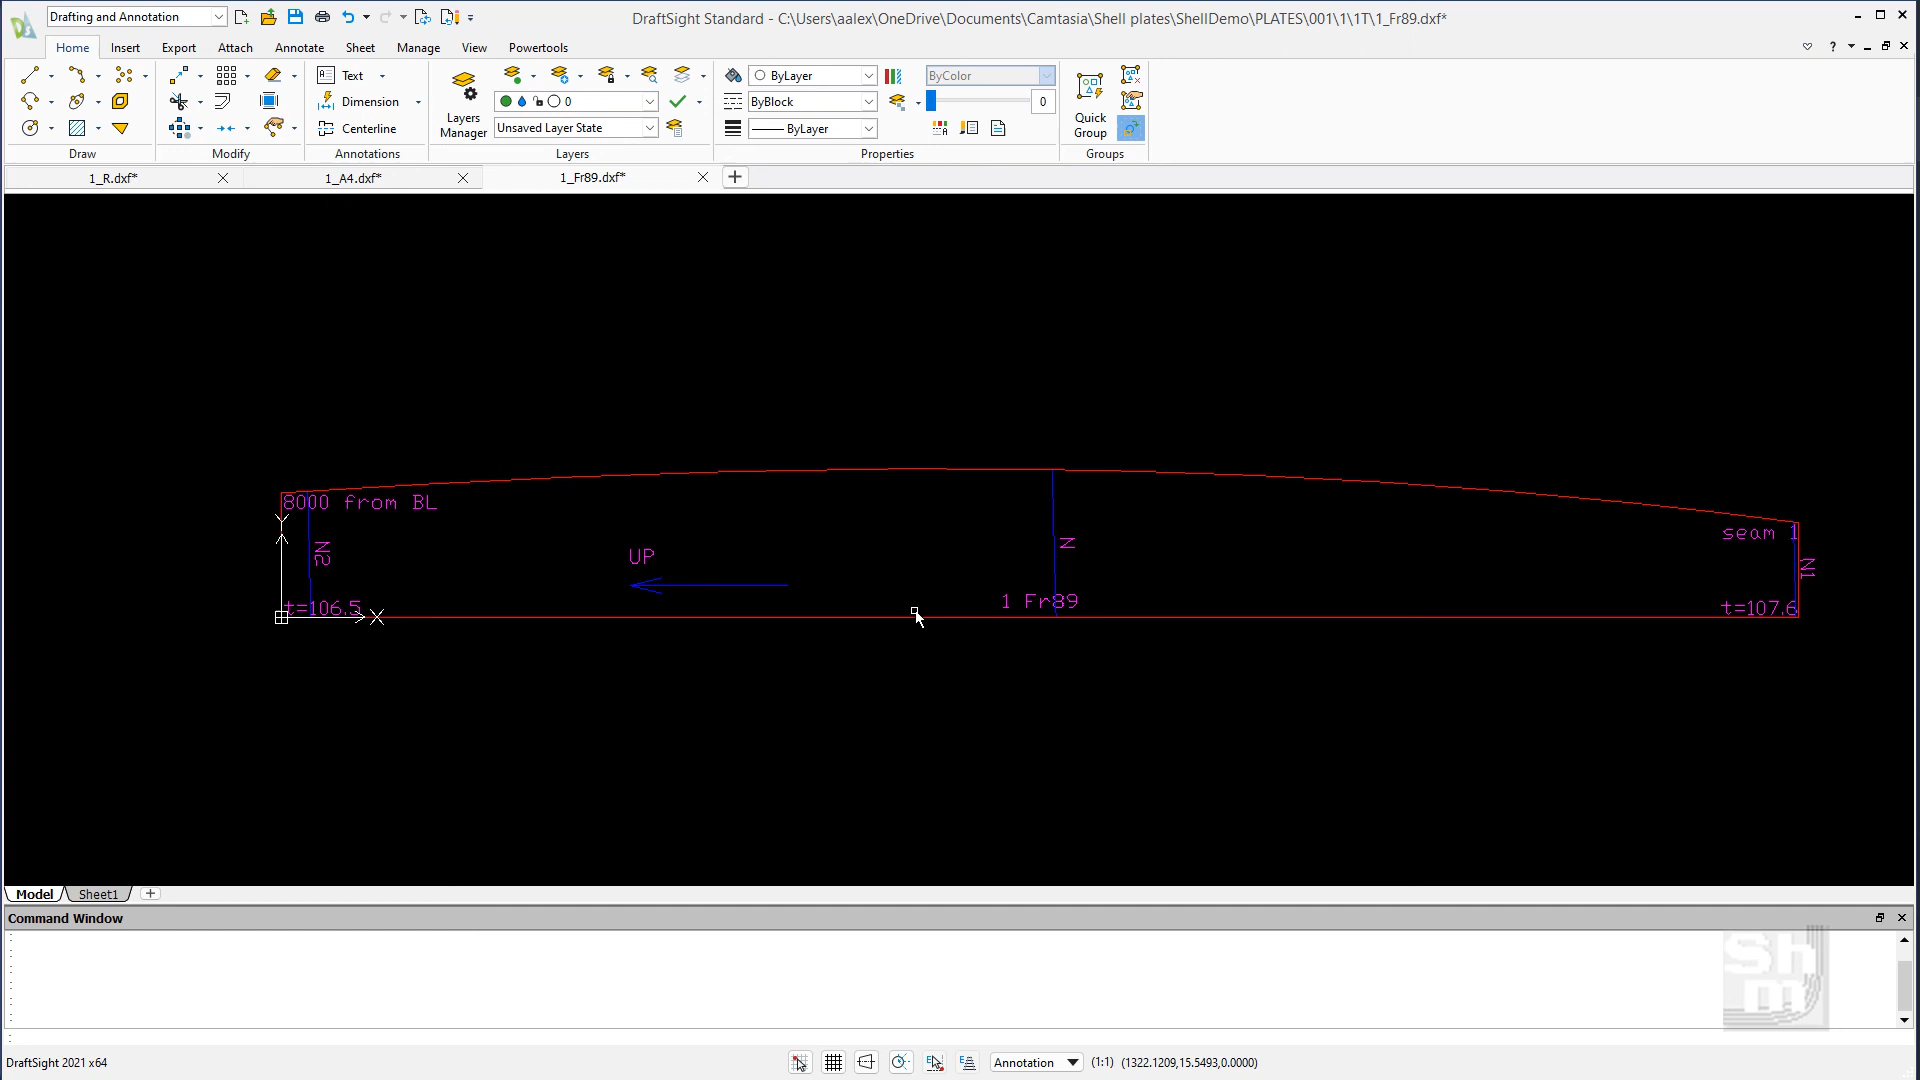 Drafting and Annotation
DraftSight Standard - C:\Users\aalex\OneDrive\Documents\Camtasia\Shell plates\ShellDemo\PLATES\001\1\1T\1_Fr89.dxf*
Home Insert Export Attach Annotate Sheet Manage View Powertools
Text ByLayer ByColor
Dimension 0 ByBlock 0
Layers Manager
Quick Group
Centerline Unsaved Layer State ByLayer
Draw Modify Annotations Layers Properties Groups
1_R.dxf* 1_A4.dxf* 1_Fr89.dxf*
8000 from BL
Y
seam 1
N2
UP
N
N1
1 Fr89
t=106.5
t=107.6
X
Model Sheet1
Command Window
:
:
:
:
:
:
:
Sh
m
DraftSight 2021 x64 Annotation (1:1) (1322.1209,15.5493,0.0000)